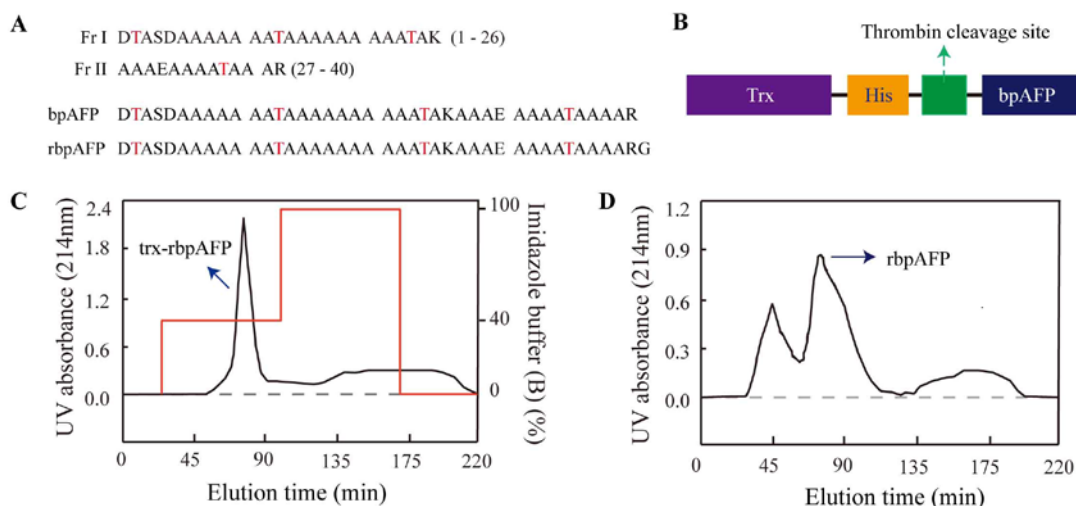 A
Fr I DTASDAAAAA AATAAAAAAA AAATAK (1 - 26)
Fr II AAAEAAAATAA AR (27 - 40)
bpAFP DTASDAAAAA AATAAAAAAA AAATAKAAAE AAAATAAAAR
rbpAFP DTASDAAAAA AATAAAAAAA AAATAKAAAE AAAATAAAARG
B
Thrombin cleavage site
Trx His bpAFP
C
UV absorbance (214nm)
2.4
1.8
1.2
0.6
0.0
trx-rbpAFP
100
40
0
Imidazole buffer (B) (%)
0 45 90 135 175 220
Elution time (min)
D
UV absorbance (214nm)
1.2
0.9
0.6
0.3
0.0
rbpAFP
0 45 90 135 175 220
Elution time (min)